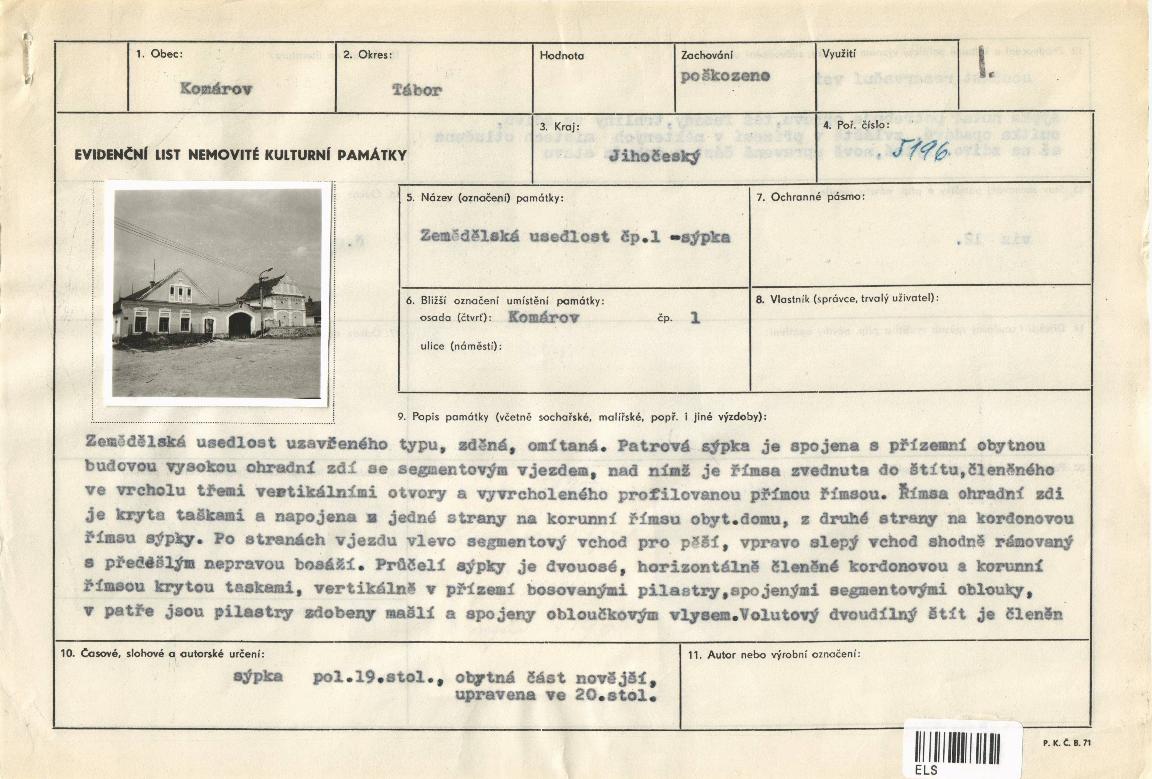 1. Obec:
Komárov
2. Okres:
Tábor
Hodnota
Zachování
poškozeno
Využití
I.
EVIDENČNÍ LIST NEMOVITÉ KULTURNÍ PAMÁTKY
3. Kraj:
Jihočeský
4. Poř. číslo:
5196
5. Název (označení) památky:
Zemědělská usedlost čp.1 -sýpka
7. Ochranné pásmo:
6. Bližší označení umístění památky:
osada (čtvrť): Komárov čp. 1
ulice (náměstí):
8. Vlastník (správce, trvalý uživatel):
9. Popis památky (včetně sochařské, malířské, popř. i jiné výzdoby):
Zemědělská usedlost uzavřeného typu, zděná, omítaná. Patrová sýpka je spojena s přízemní obytnou
budovou vysokou ohradní zdí se segmentovým vjezdem, nad nímž je římsa zvednuta do štítu,členěného
ve vrcholu třemi vertikálními otvory a vyvrcholeného profilovanou přímou římsou. Římsa ohradní zdi
je kryta taškami a napojena z jedné strany na korunní římsu obyt.domu, z druhé strany na kordonovou
římsu sýpky. Po stranách vjezdu vlevo segmentový vchod pro pěší, vpravo slepý vchod shodně rámovaný
s předešlým nepravou bosáží. Průčelí sýpky je dvouosé, horizontálně členěné kordonovou a korunní
římsou krytou taskami, vertikálně v přízemí bosovanými pilastry,spojenými segmentovými oblouky,
v patře jsou pilastry zdobeny mašlí a spojeny obloučkovým vlysem.Volutový dvoudílný štít je členěn
10. Časové, slohové a autorské určení:
sýpka pol.19.stol., obytná část novější,
upravena ve 20.stol.
11. Autor nebo výrobní označení:
P. K. Č. B. 71
ELS